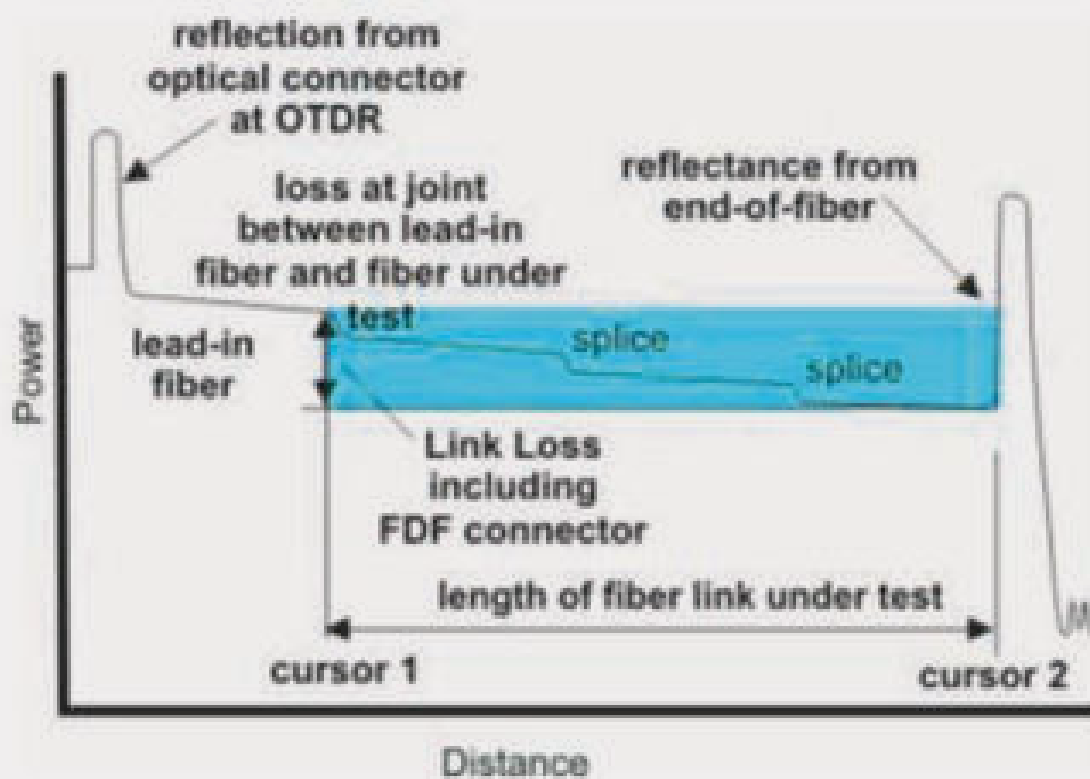 reflection from
optical connector
at OTDR
loss at joint
between lead-in
fiber and fiber under
test
reflectance from
end-of-fiber
lead-in
fiber
splice
splice
Power
Link Loss
including
FDF connector
length of fiber link under test
cursor 1
cursor 2
Distance